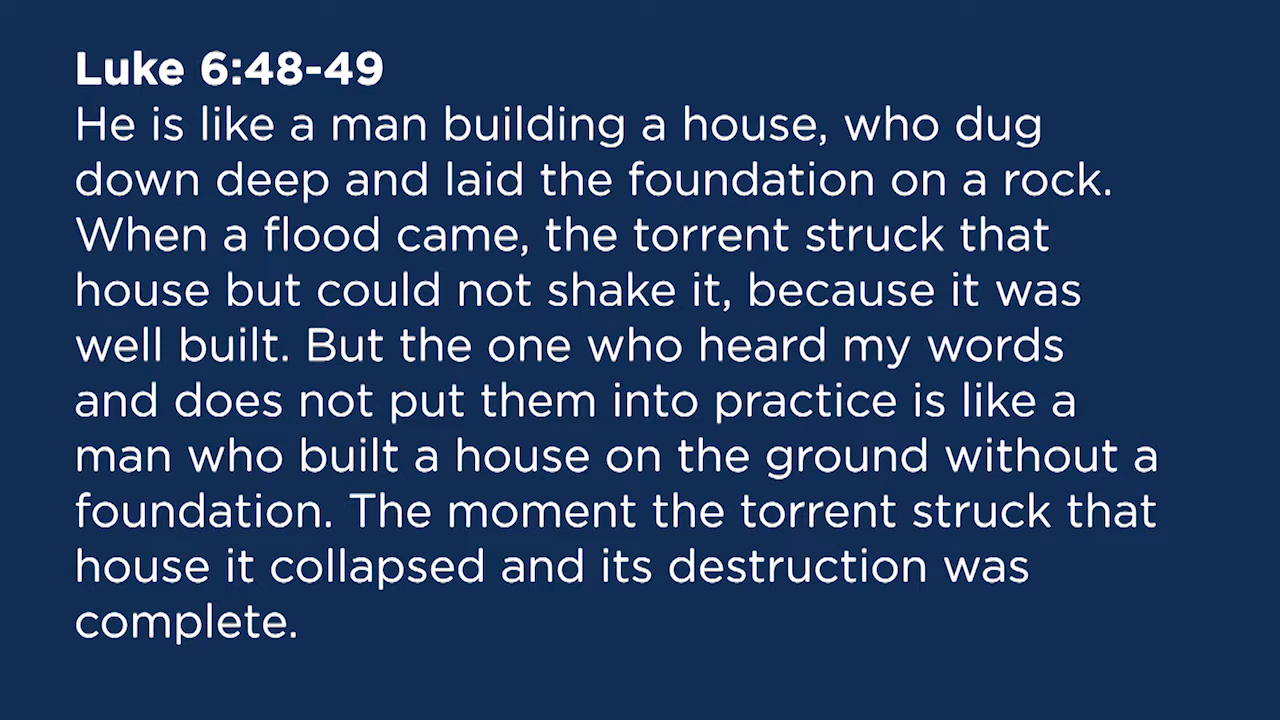 Luke 6:48-49
He is like a man building a house, who dug
down deep and laid the foundation on a rock.
When a flood came, the torrent struck that
house but could not shake it, because it was
well built. But the one who heard my words
and does not put them into practice is like a
man who built a house on the ground without a
foundation. The moment the torrent struck that
house it collapsed and its destruction was
complete.